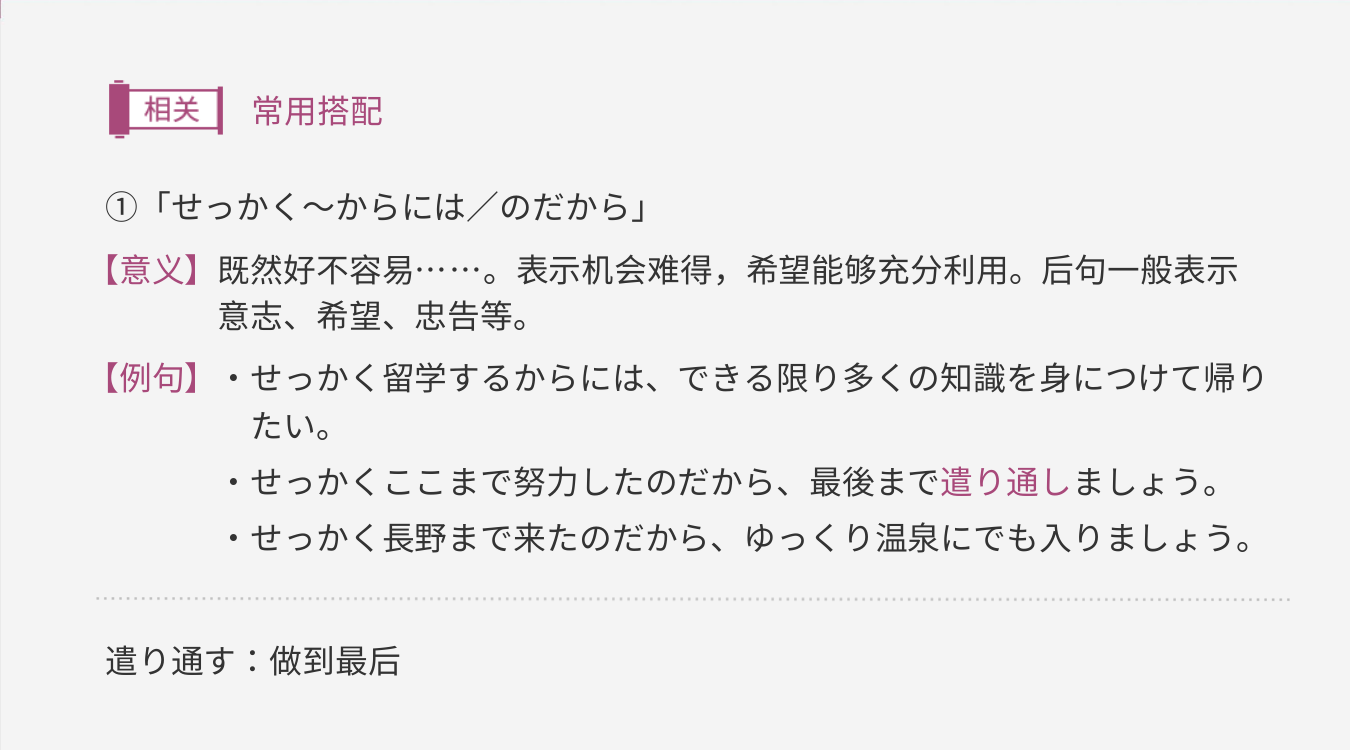 相关 常用搭配
①「せっかく～からには／のだから」
【意义】既然好不容易……。表示机会难得，希望能够充分利用。后句一般表示
意志、希望、忠告等。
【例句】・せっかく留学するからには、できる限り多くの知識を身につけて帰り
たい。
・せっかくここまで努力したのだから、最後まで遣り通しましょう。
・せっかく長野まで来たのだから、ゆっくり温泉にでも入りましょう。
遣り通す：做到最后